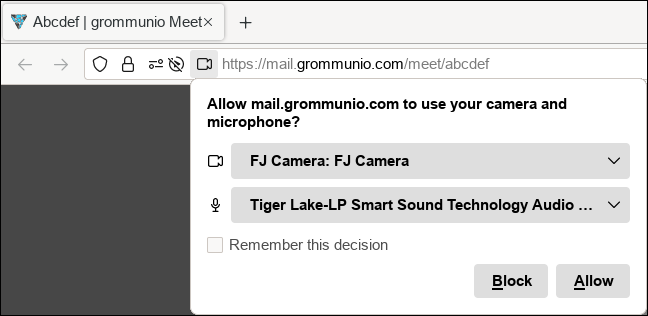 Abcdef | grommunio Meet
https://mail.grommunio.com/meet/abcdef
Allow mail.grommunio.com to use your camera and
microphone?
FJ Camera: FJ Camera
Tiger Lake-LP Smart Sound Technology Audio ...
Remember this decision
Block Allow